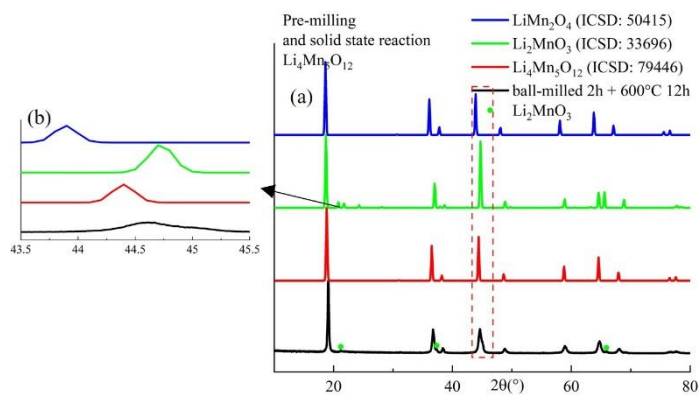 Pre-milling
and solid state reaction
Li₄Mn₅O₁₂
(a)
LiMn₂O₄ (ICSD: 50415)
Li₂MnO₃ (ICSD: 33696)
Li₄Mn₅O₁₂ (ICSD: 79446)
ball-milled 2h + 600°C 12h
Li₂MnO₃
(b)
43.5 44 44.5 45 45.5
20 40 60 80
2θ(°)